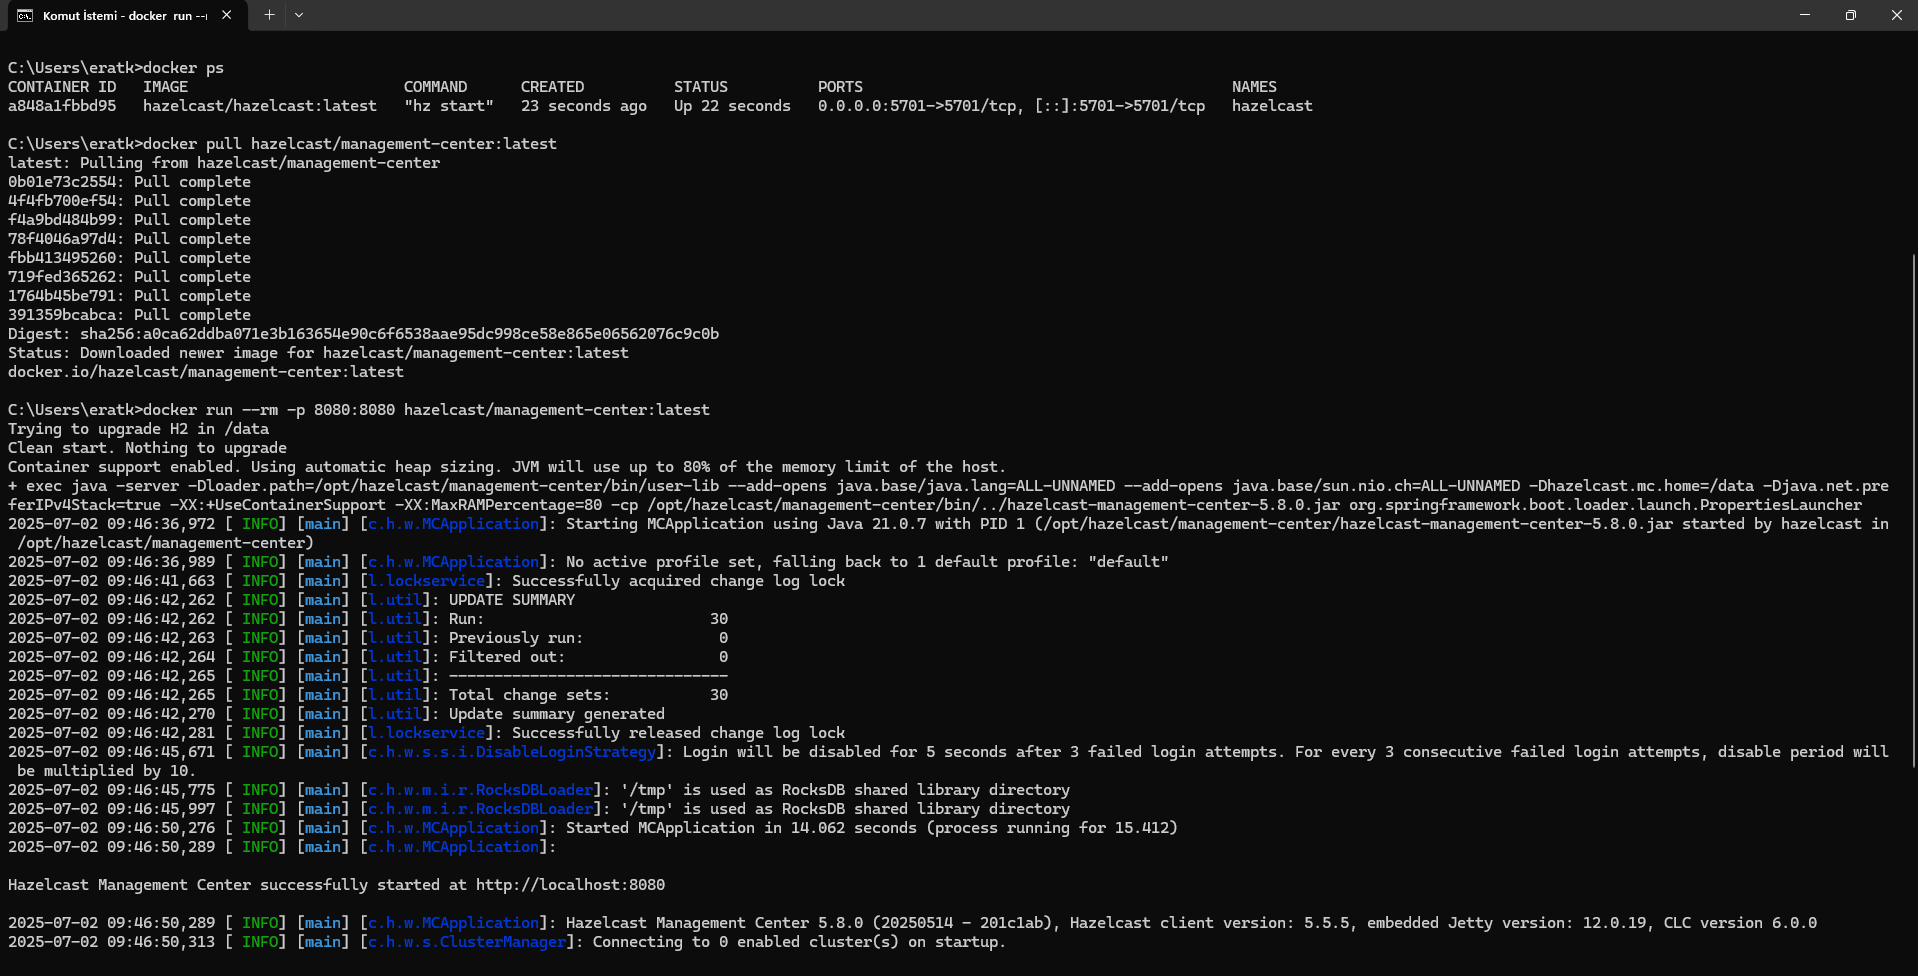 Komut İstemi - docker run --
C:\Users\eratk>docker ps
CONTAINER ID   IMAGE                        COMMAND      CREATED          STATUS          PORTS                                         NAMES
a848a1fbbd95   hazelcast/hazelcast:latest   "hz start"   23 seconds ago   Up 22 seconds   0.0.0.0:5701->5701/tcp, [::]:5701->5701/tcp   hazelcast
C:\Users\eratk>docker pull hazelcast/management-center:latest
latest: Pulling from hazelcast/management-center
0b01e73c2554: Pull complete
4f4fb700ef54: Pull complete
f4a9bd484b99: Pull complete
78f4046a97d4: Pull complete
fbb413495260: Pull complete
719fed365262: Pull complete
1764b45be791: Pull complete
391359bcabca: Pull complete
Digest: sha256:a0ca62ddba071e3b163654e90c6f6538aae95dc998ce58e865e06562076c9c0b
Status: Downloaded newer image for hazelcast/management-center:latest
docker.io/hazelcast/management-center:latest
C:\Users\eratk>docker run --rm -p 8080:8080 hazelcast/management-center:latest
Trying to upgrade H2 in /data
Clean start. Nothing to upgrade
Container support enabled. Using automatic heap sizing. JVM will use up to 80% of the memory limit of the host.
+ exec java -server -Dloader.path=/opt/hazelcast/management-center/bin/user-lib --add-opens java.base/java.lang=ALL-UNNAMED --add-opens java.base/sun.nio.ch=ALL-UNNAMED -Dhazelcast.mc.home=/data -Djava.net.pre
ferIPv4Stack=true -XX:+UseContainerSupport -XX:MaxRAMPercentage=80 -cp /opt/hazelcast/management-center/bin/../hazelcast-management-center-5.8.0.jar org.springframework.boot.loader.launch.PropertiesLauncher
2025-07-02 09:46:36,972 [ INFO] [main] [c.h.w.MCApplication]: Starting MCApplication using Java 21.0.7 with PID 1 (/opt/hazelcast/management-center/hazelcast-management-center-5.8.0.jar started by hazelcast in
/opt/hazelcast/management-center)
2025-07-02 09:46:36,989 [ INFO] [main] [c.h.w.MCApplication]: No active profile set, falling back to 1 default profile: "default"
2025-07-02 09:46:41,663 [ INFO] [main] [l.lockservice]: Successfully acquired change log lock
2025-07-02 09:46:42,262 [ INFO] [main] [l.util]: UPDATE SUMMARY
2025-07-02 09:46:42,262 [ INFO] [main] [l.util]: Run:                         30
2025-07-02 09:46:42,263 [ INFO] [main] [l.util]: Previously run:               0
2025-07-02 09:46:42,264 [ INFO] [main] [l.util]: Filtered out:                 0
2025-07-02 09:46:42,265 [ INFO] [main] [l.util]: -------------------------------
2025-07-02 09:46:42,265 [ INFO] [main] [l.util]: Total change sets:           30
2025-07-02 09:46:42,270 [ INFO] [main] [l.util]: Update summary generated
2025-07-02 09:46:42,281 [ INFO] [main] [l.lockservice]: Successfully released change log lock
2025-07-02 09:46:45,671 [ INFO] [main] [c.h.w.s.s.i.DisableLoginStrategy]: Login will be disabled for 5 seconds after 3 failed login attempts. For every 3 consecutive failed login attempts, disable period will
be multiplied by 10.
2025-07-02 09:46:45,775 [ INFO] [main] [c.h.w.m.i.r.RocksDBLoader]: '/tmp' is used as RocksDB shared library directory
2025-07-02 09:46:45,997 [ INFO] [main] [c.h.w.m.i.r.RocksDBLoader]: '/tmp' is used as RocksDB shared library directory
2025-07-02 09:46:50,276 [ INFO] [main] [c.h.w.MCApplication]: Started MCApplication in 14.062 seconds (process running for 15.412)
2025-07-02 09:46:50,289 [ INFO] [main] [c.h.w.MCApplication]:
Hazelcast Management Center successfully started at http://localhost:8080
2025-07-02 09:46:50,289 [ INFO] [main] [c.h.w.MCApplication]: Hazelcast Management Center 5.8.0 (20250514 - 201c1ab), Hazelcast client version: 5.5.5, embedded Jetty version: 12.0.19, CLC version 6.0.0
2025-07-02 09:46:50,313 [ INFO] [main] [c.h.w.s.ClusterManager]: Connecting to 0 enabled cluster(s) on startup.